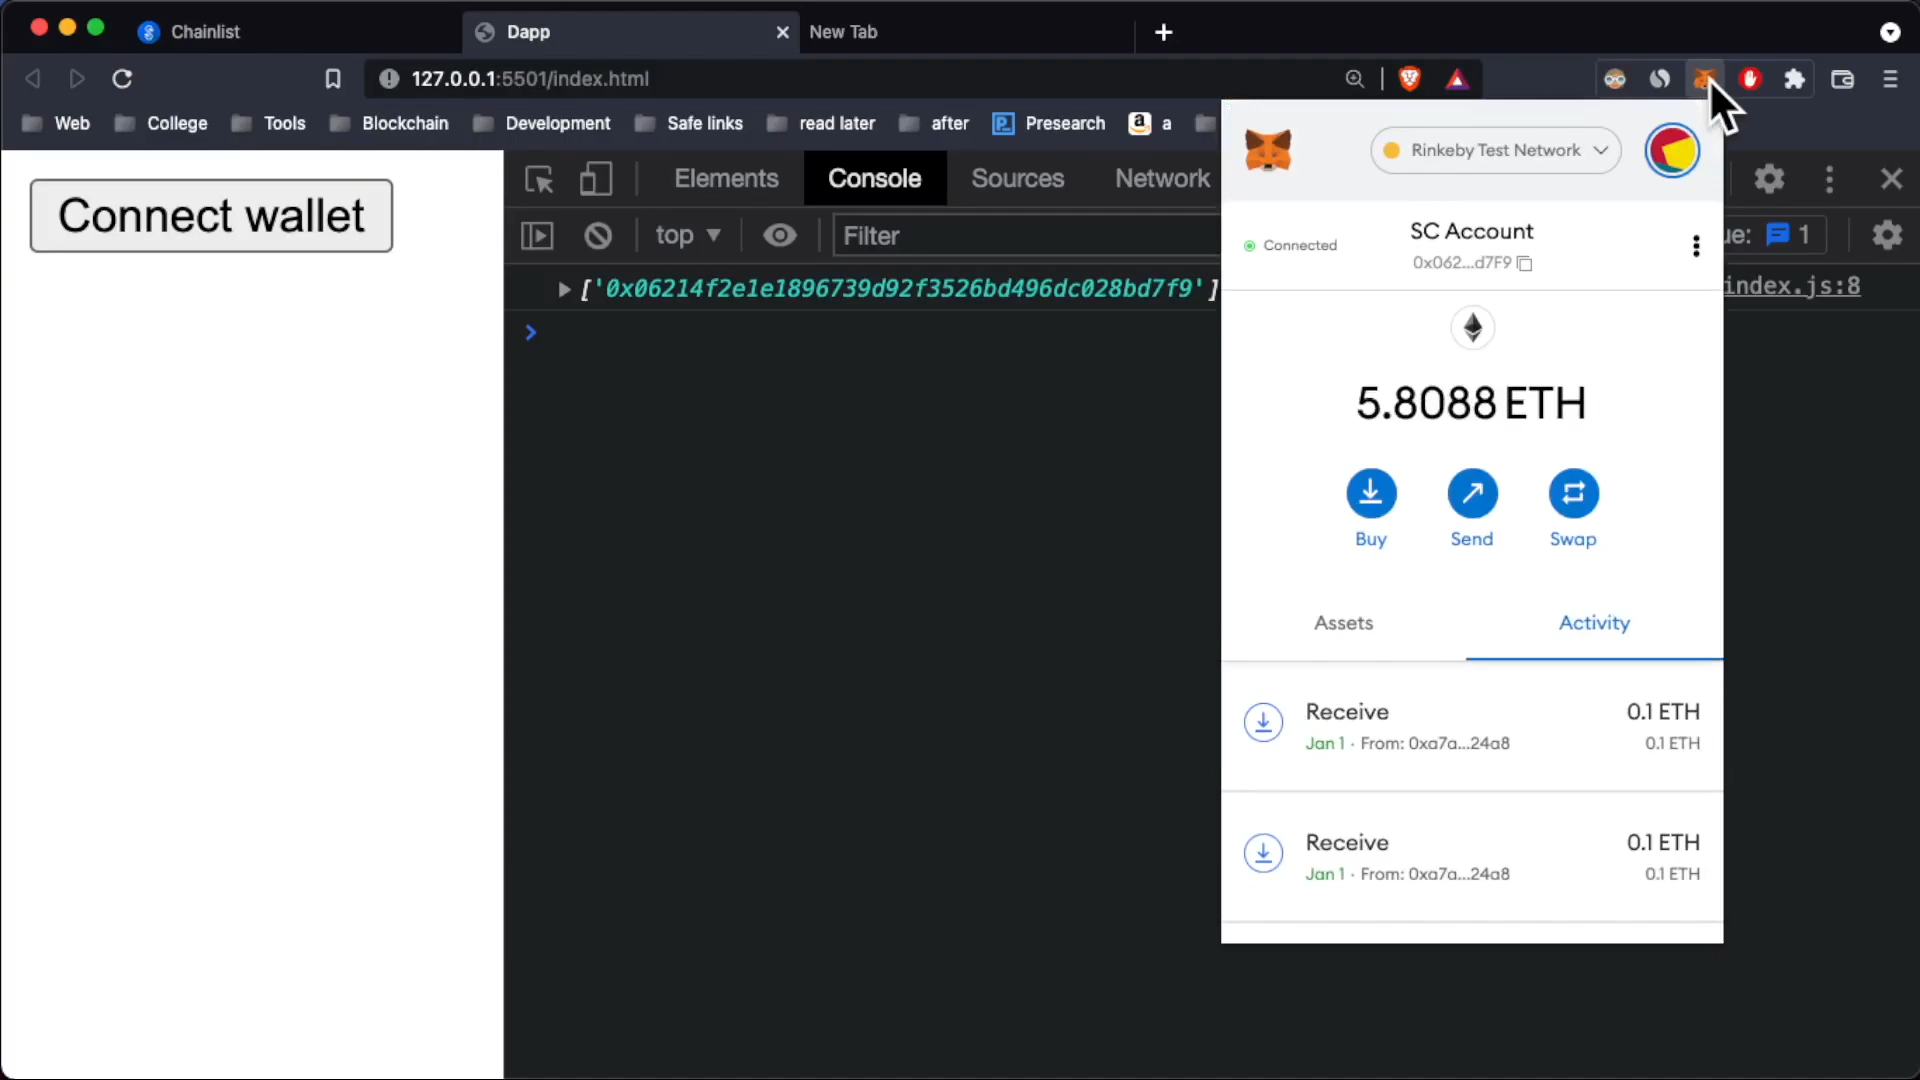 Chainlist
Dapp
New Tab
127.0.0.1:5501/index.html
Web
College
Tools
Blockchain
Development
Safe links
read later
after
Presearch
a
Connect wallet
Elements
Console
Sources
Network
top
Filter
ue: 1
['0x06214f2e1e1896739d92f3526bd496dc028bd7f9']
index.js:8
Rinkeby Test Network
Connected
SC Account
0x062...d7F9
5.8088 ETH
Buy
Send
Swap
Assets
Activity
Receive
0.1 ETH
Jan 1 · From: 0xa7a...24a8
0.1 ETH
Receive
0.1 ETH
Jan 1 · From: 0xa7a...24a8
0.1 ETH